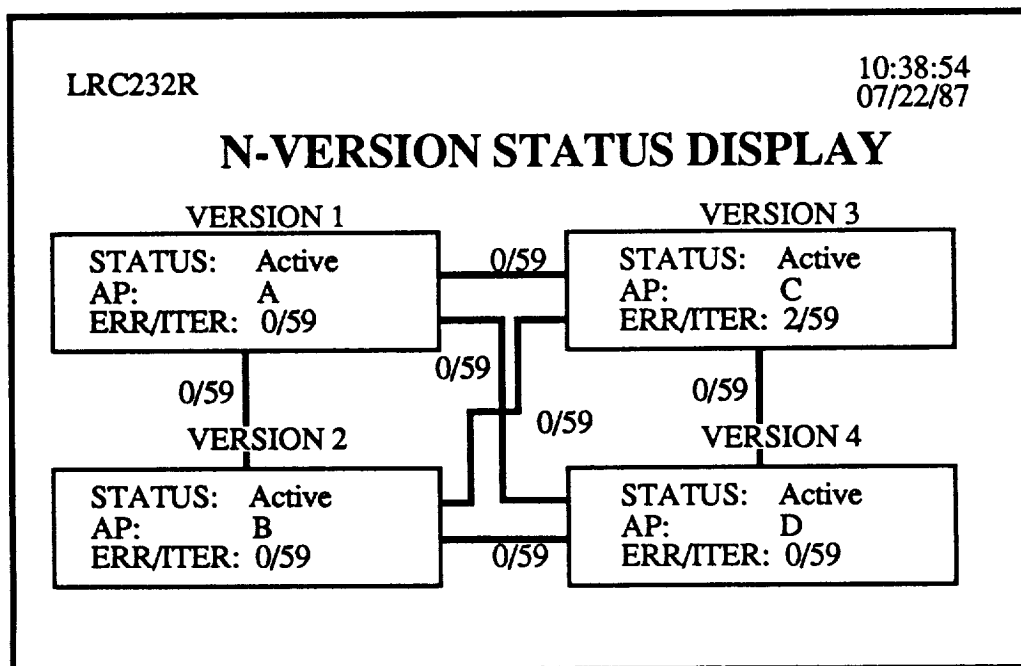 LRC232R
10:38:54
07/22/87
N-VERSION STATUS DISPLAY
VERSION 1
STATUS: Active
AP: A
ERR/ITER: 0/59
VERSION 3
STATUS: Active
AP: C
ERR/ITER: 2/59
0/59
0/59
0/59
0/59
0/59
VERSION 2
STATUS: Active
AP: B
ERR/ITER: 0/59
VERSION 4
STATUS: Active
AP: D
ERR/ITER: 0/59
0/59